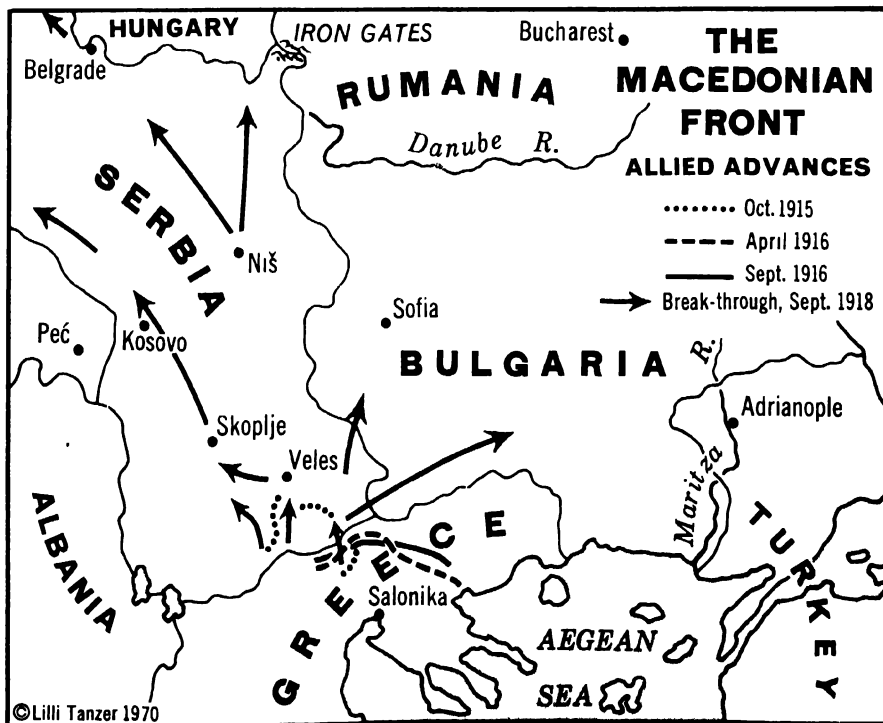 HUNGARY
IRON GATES
Bucharest
Belgrade
THE
MACEDONIAN
FRONT
RUMANIA
Danube R.
ALLIED ADVANCES
Oct. 1915
April 1916
Sept. 1916
Break-through, Sept. 1918
SERBIA
Niš
Sofia
Peć
Kosovo
BULGARIA
Maritza R.
Adrianople
Skoplje
Veles
ALBANIA
GREECE
TURKEY
Salonika
AEGEAN
SEA
©Lilli Tanzer 1970